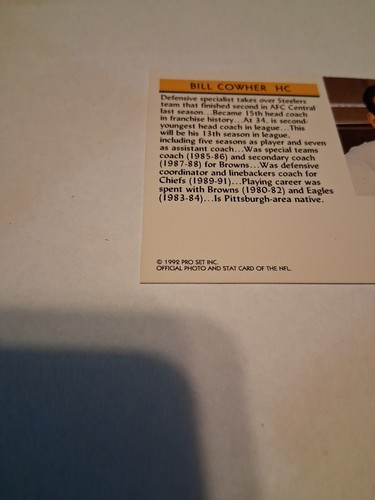 BILL COWHER HC
Defensive specialist takes over Steelers
team that finished second in AFC Central
last season...Became 15th head coach
in franchise history...At 34, is second-
youngest head coach in league...This
will be his 13th season in league,
including five seasons as player and seven
as assistant coach...Was special teams
coach (1985-86) and secondary coach
(1987-88) for Browns...Was defensive
coordinator and linebackers coach for
Chiefs (1989-91)...Playing career was
spent with Browns (1980-82) and Eagles
(1983-84)...Is Pittsburgh-area native.
© 1992 PRO SET INC.
OFFICIAL PHOTO AND STAT CARD OF THE NFL.